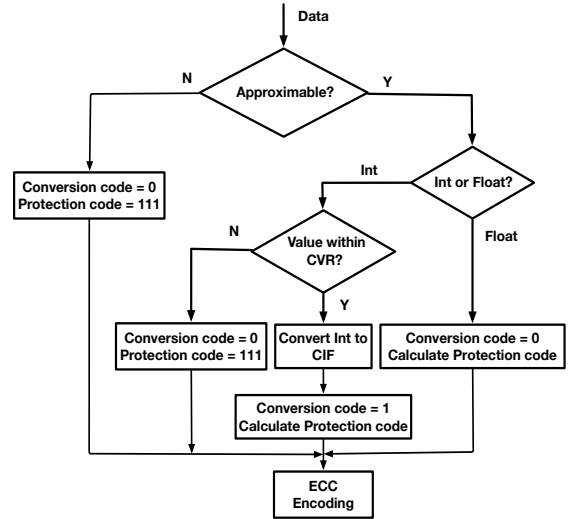 Data
N
Y
Approximable?
Conversion code = 0
Protection code = 111
Int
Int or Float?
N
Value within
CVR?
Float
Y
Conversion code = 0
Protection code = 111
Convert Int to
CIF
Conversion code = 0
Calculate Protection code
Conversion code = 1
Calculate Protection code
ECC
Encoding